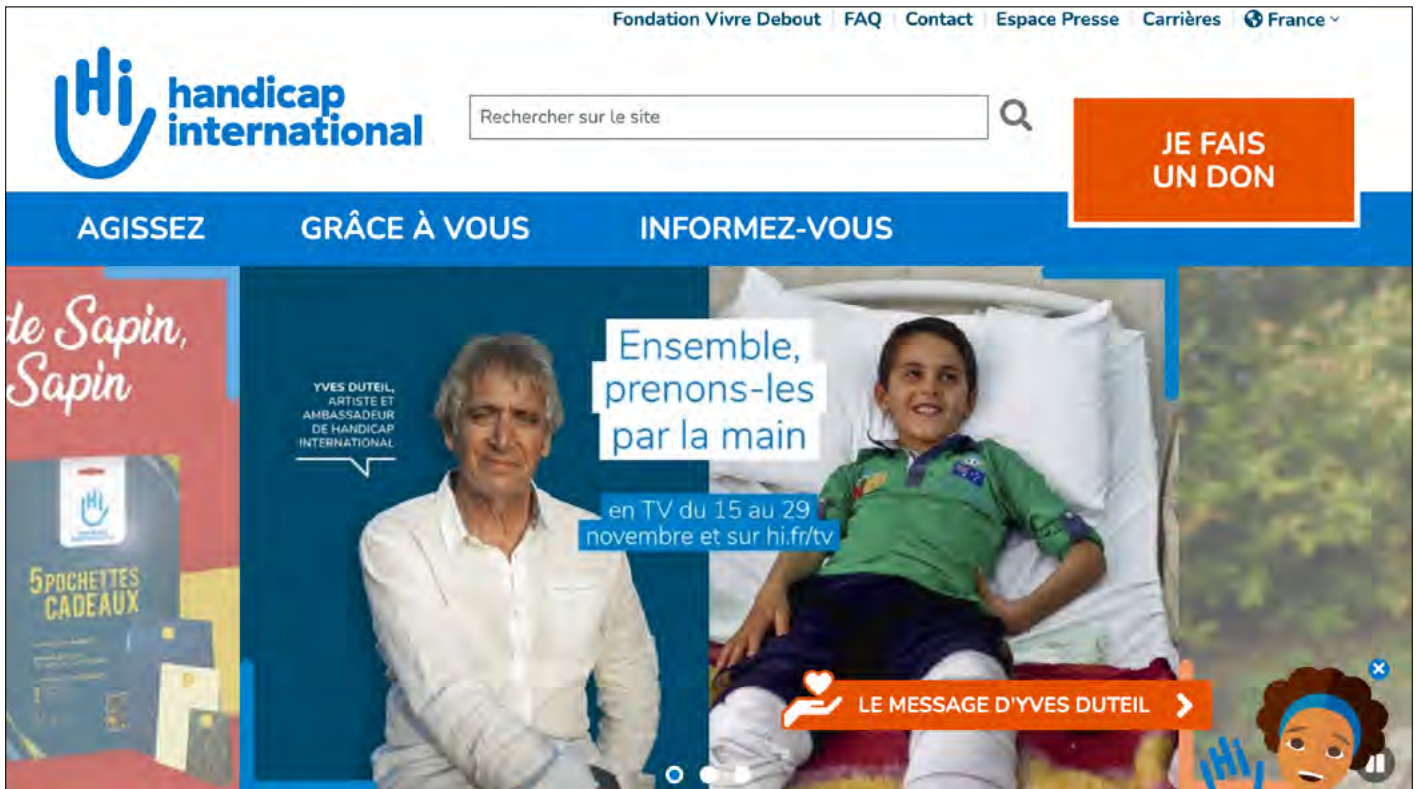 Fondation Vivre Debout FAQ Contact Espace Presse Carrières France
Hi handicap
international
Rechercher sur le site
JE FAIS
UN DON
AGISSEZ GRÂCE À VOUS INFORMEZ-VOUS
de Sapin,
Sapin
Hi
5 POCHETTES
CADEAUX
YVES DUTEIL,
ARTISTE ET
AMBASSADEUR
DE HANDICAP
INTERNATIONAL
Ensemble,
prenons-les
par la main
en TV du 15 au 29
novembre et sur hi.fr/tv
LE MESSAGE D'YVES DUTEIL
Hi